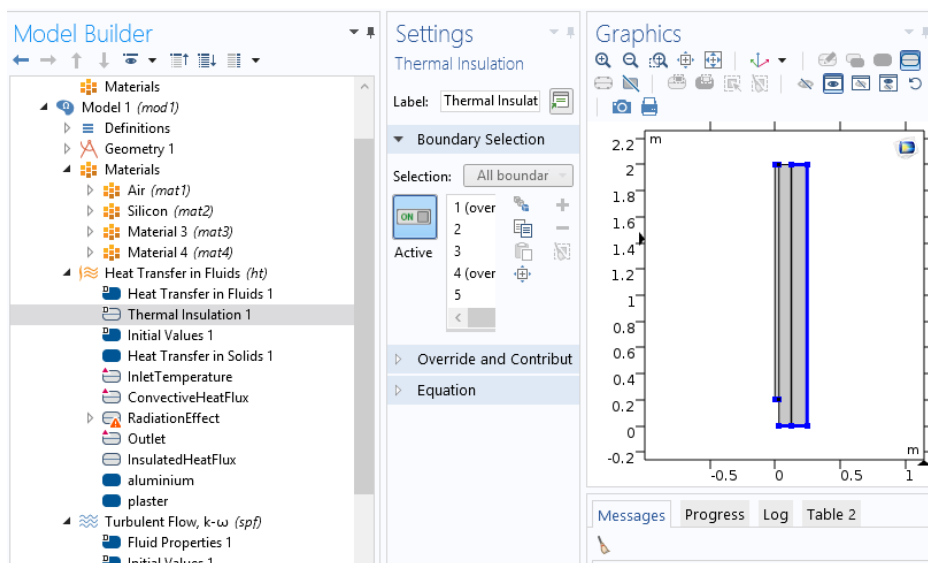 Model Builder
Materials
Model 1 (mod1)
Definitions
Geometry 1
Materials
Air (mat1)
Silicon (mat2)
Material 3 (mat3)
Material 4 (mat4)
Heat Transfer in Fluids (ht)
Heat Transfer in Fluids 1
Thermal Insulation 1
Initial Values 1
Heat Transfer in Solids 1
InletTemperature
ConvectiveHeatFlux
RadiationEffect
Outlet
InsulatedHeatFlux
aluminium
plaster
Turbulent Flow, k-ω (spf)
Fluid Properties 1
Initial Values 1
Settings
Thermal Insulation
Label: Thermal Insulat
Boundary Selection
Selection: All boundar
ON
Active
1 (over
2
3
4 (over
5
Override and Contribut
Equation
Graphics
m
2.2
2
1.8
1.6
1.4
1.2
1
0.8
0.6
0.4
0.2
0
-0.2
m
-0.5 0 0.5 1
Messages Progress Log Table 2